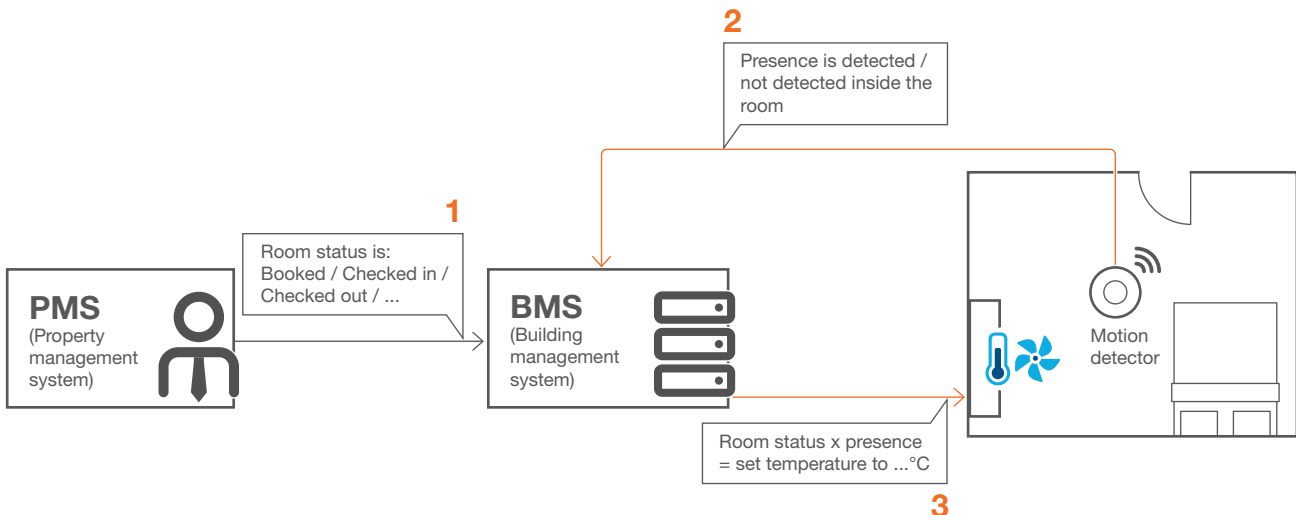 2
Presence is detected /
not detected inside the
room
1
Room status is:
Booked / Checked in /
Checked out / ...
PMS
(Property
management
system)
BMS
(Building
management
system)
Motion
detector
Room status x presence
= set temperature to ...°C
3